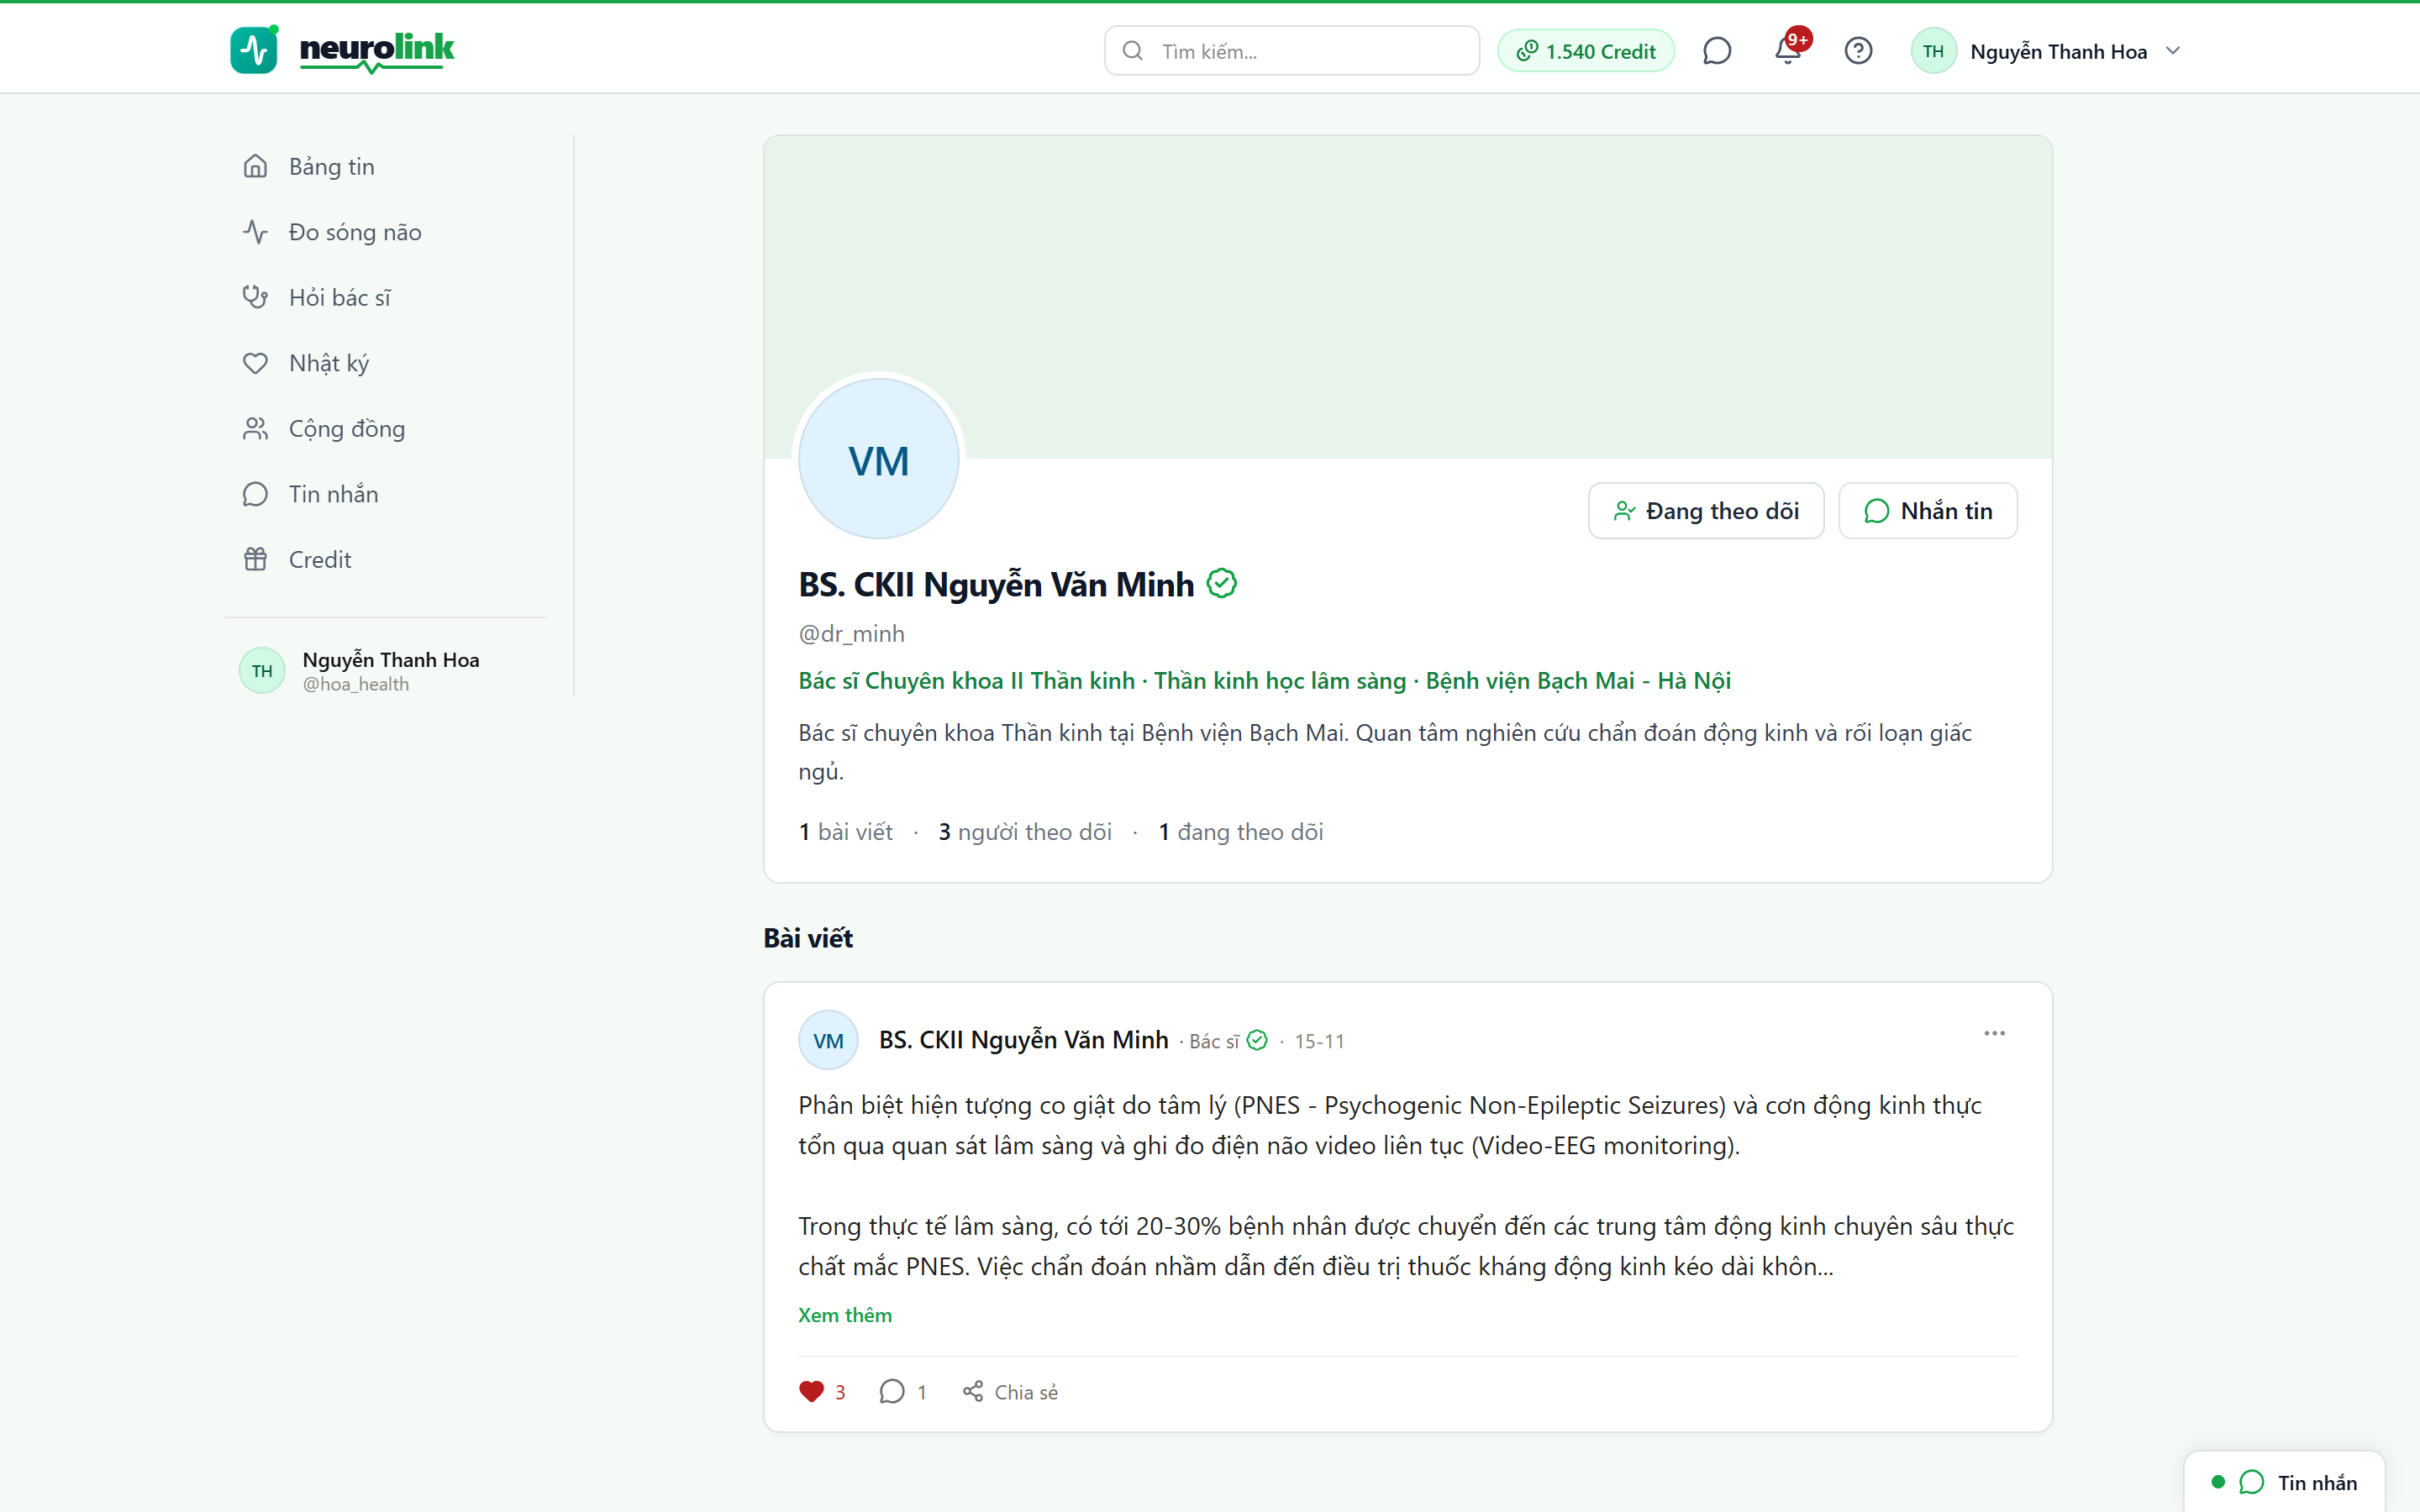 neurolink
Tìm kiếm...
1.540 Credit
9+
TH
Nguyễn Thanh Hoa
Bảng tin
Đo sóng não
Hỏi bác sĩ
Nhật ký
Cộng đồng
Tin nhắn
Credit
TH
Nguyễn Thanh Hoa
@hoa_health
VM
Đang theo dõi
Nhắn tin
BS. CKII Nguyễn Văn Minh
@dr_minh
Bác sĩ Chuyên khoa II Thần kinh · Thần kinh học lâm sàng · Bệnh viện Bạch Mai - Hà Nội
Bác sĩ chuyên khoa Thần kinh tại Bệnh viện Bạch Mai. Quan tâm nghiên cứu chẩn đoán động kinh và rối loạn giấc
ngủ.
1 bài viết · 3 người theo dõi · 1 đang theo dõi
Bài viết
VM
BS. CKII Nguyễn Văn Minh · Bác sĩ · 15-11
Phân biệt hiện tượng co giật do tâm lý (PNES - Psychogenic Non-Epileptic Seizures) và cơn động kinh thực
tổn qua quan sát lâm sàng và ghi đo điện não video liên tục (Video-EEG monitoring).
Trong thực tế lâm sàng, có tới 20-30% bệnh nhân được chuyển đến các trung tâm động kinh chuyên sâu thực
chất mắc PNES. Việc chẩn đoán nhầm dẫn đến điều trị thuốc kháng động kinh kéo dài khôn...
Xem thêm
3
1
Chia sẻ
Tin nhắn